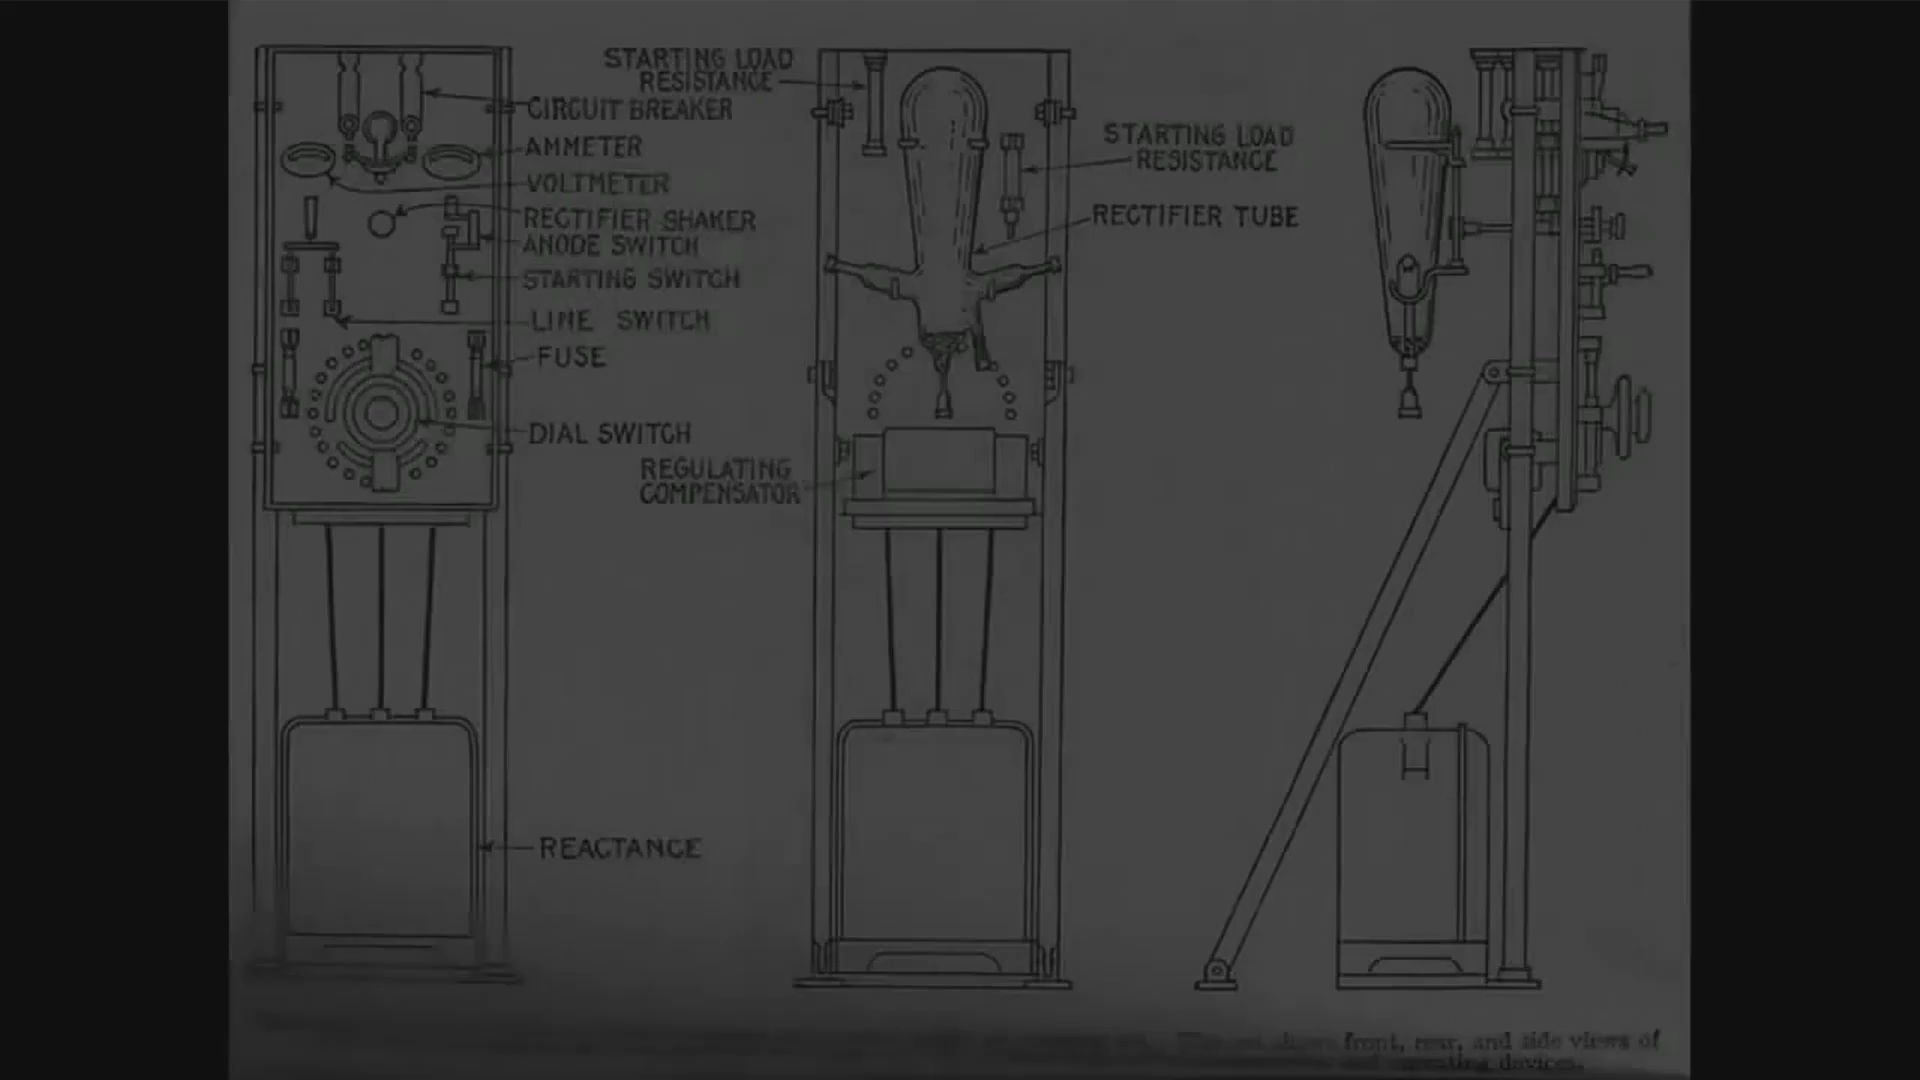 STARTING LOAD
RESISTANCE
CIRCUIT BREAKER
AMMETER
VOLTMETER
RECTIFIER SHAKER
ANODE SWITCH
STARTING SWITCH
LINE SWITCH
FUSE
DIAL SWITCH
REGULATING
COMPENSATOR
REACTANCE
STARTING LOAD
RESISTANCE
RECTIFIER TUBE
front, rear, and side views of
operating devices.